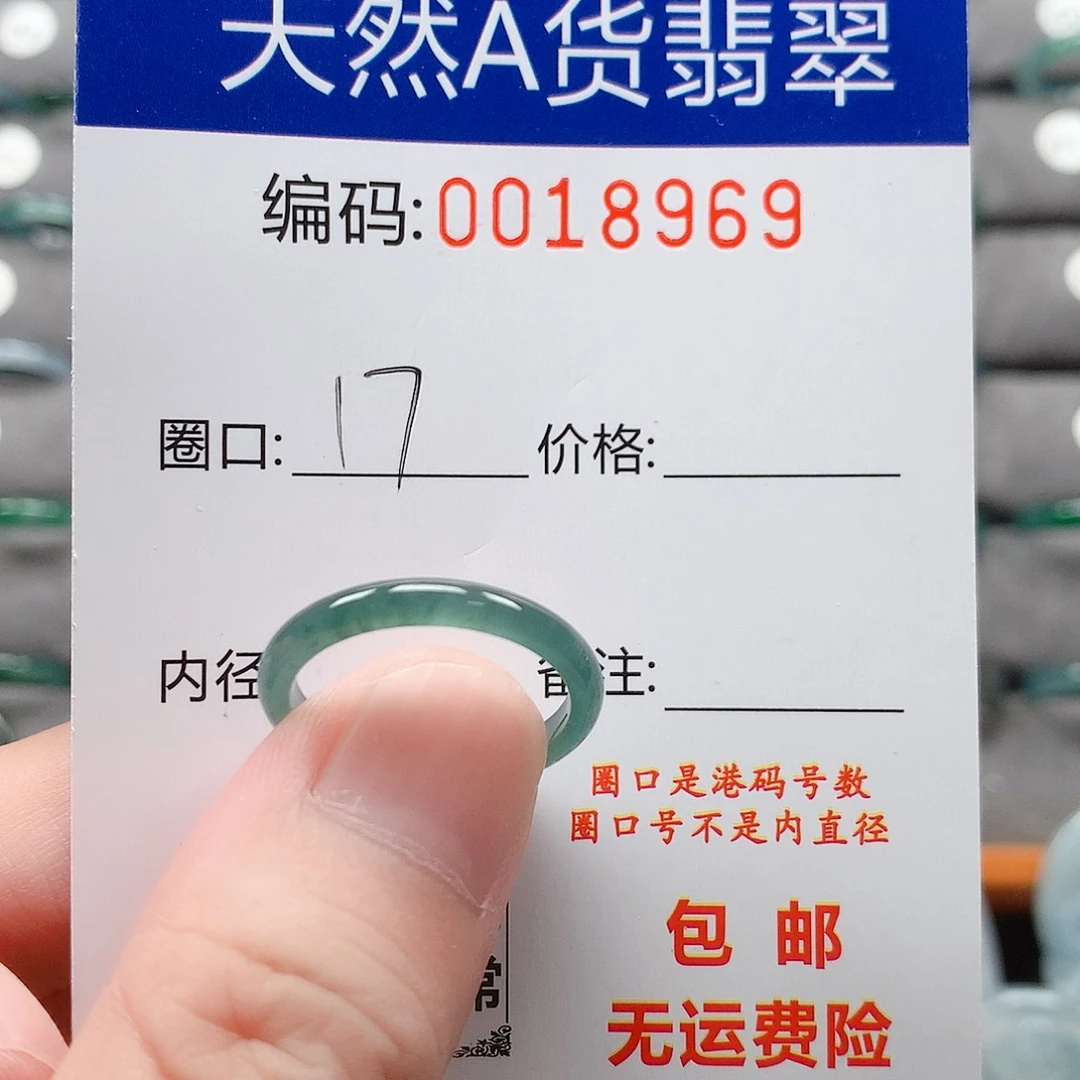 天然A货翡翠
编码:0018969
圈口: 17 价格:
内径 备注:
圈口是港码号数
圈口号不是内直径
包 邮
常
无运费险